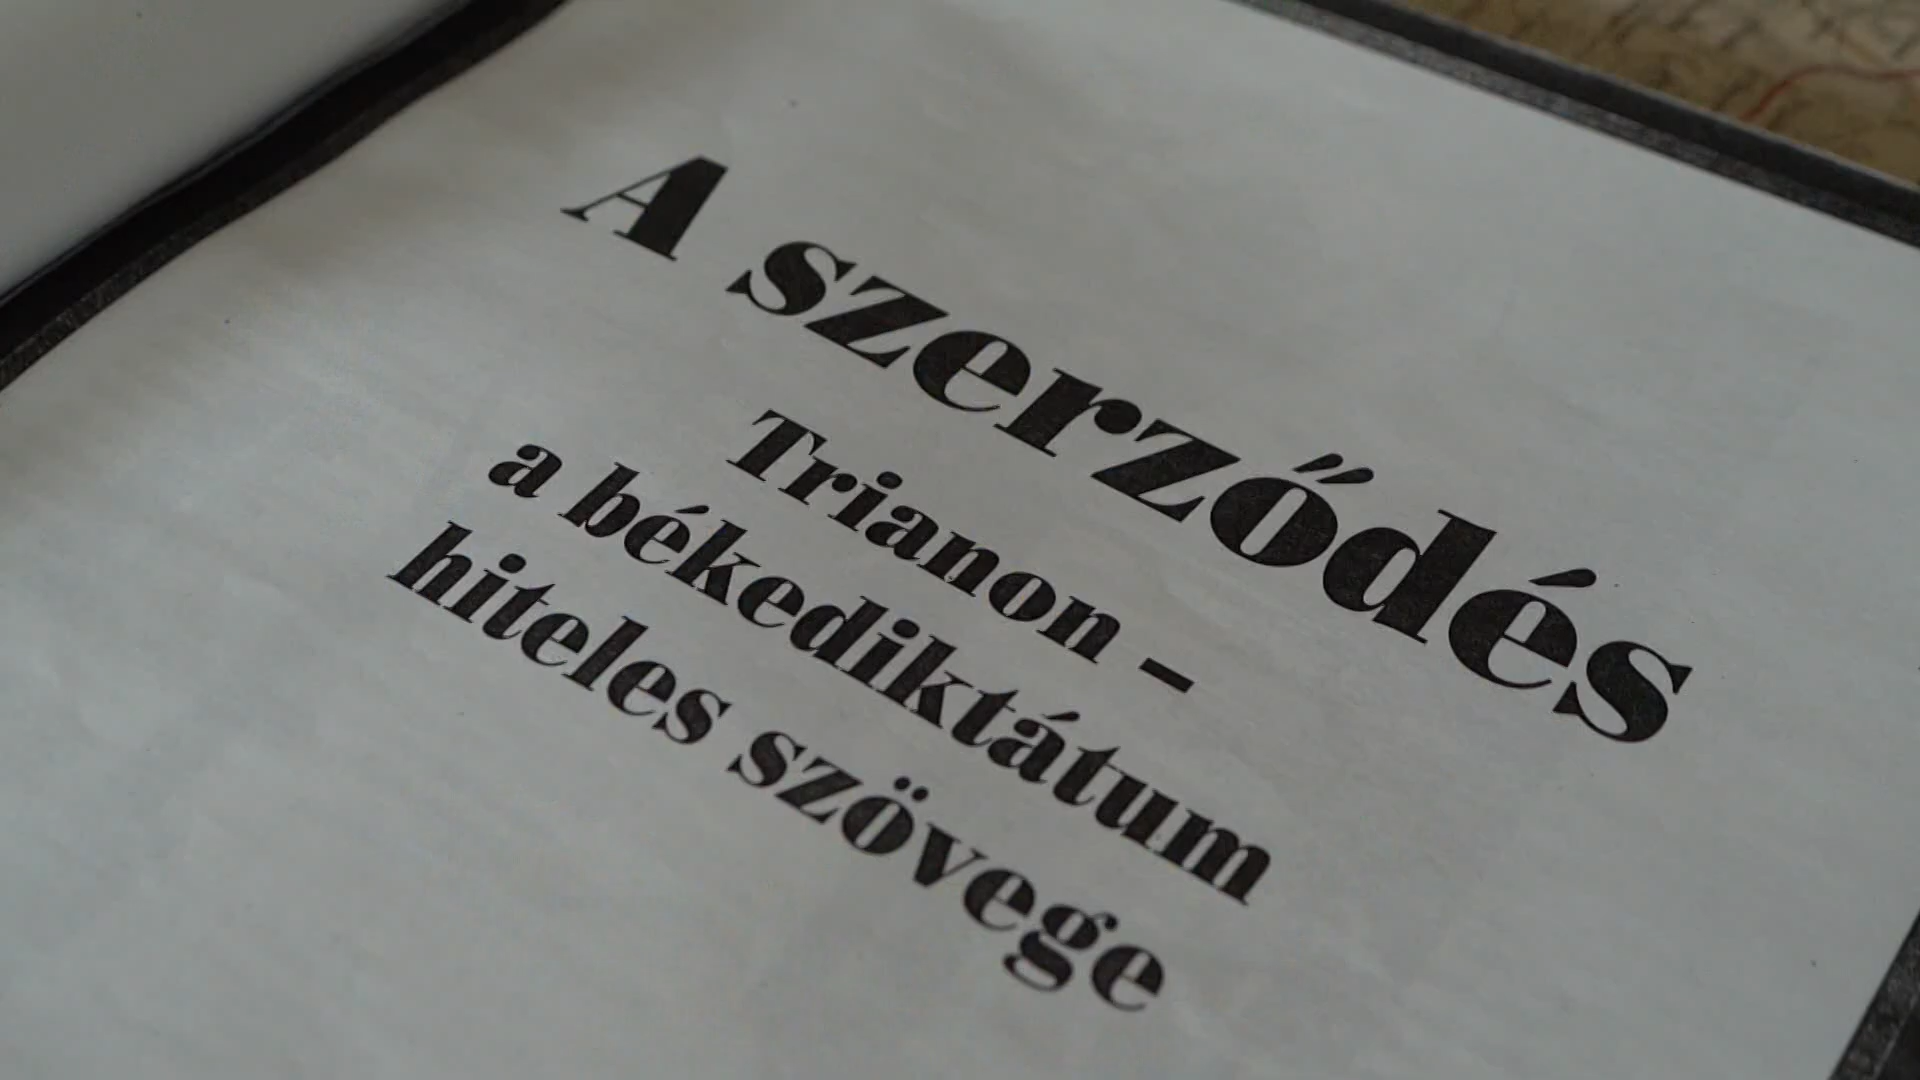 A szerződés
Trianon –
a békediktátum
hiteles szövege